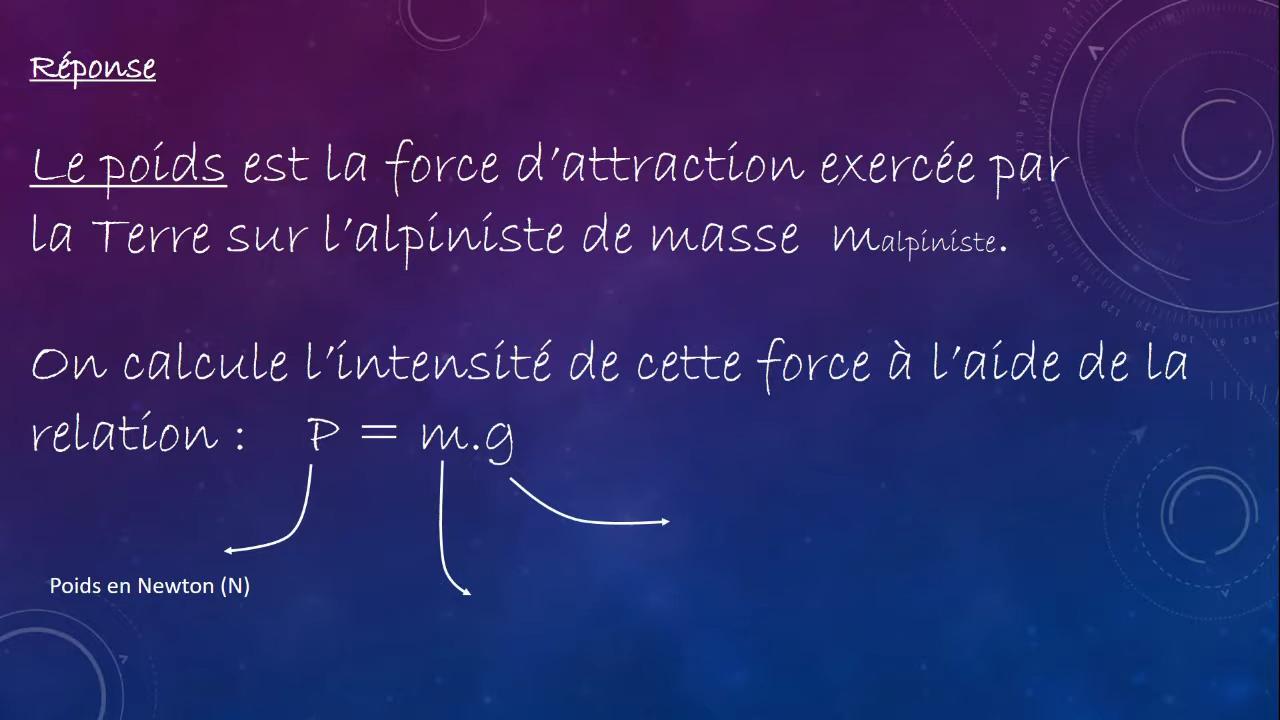 Réponse
Le poids est la force d'attraction exercée par
la Terre sur l'alpiniste de masse malpiniste.
On calcule l'intensité de cette force à l'aide de la
relation : P = m.g
Poids en Newton (N)